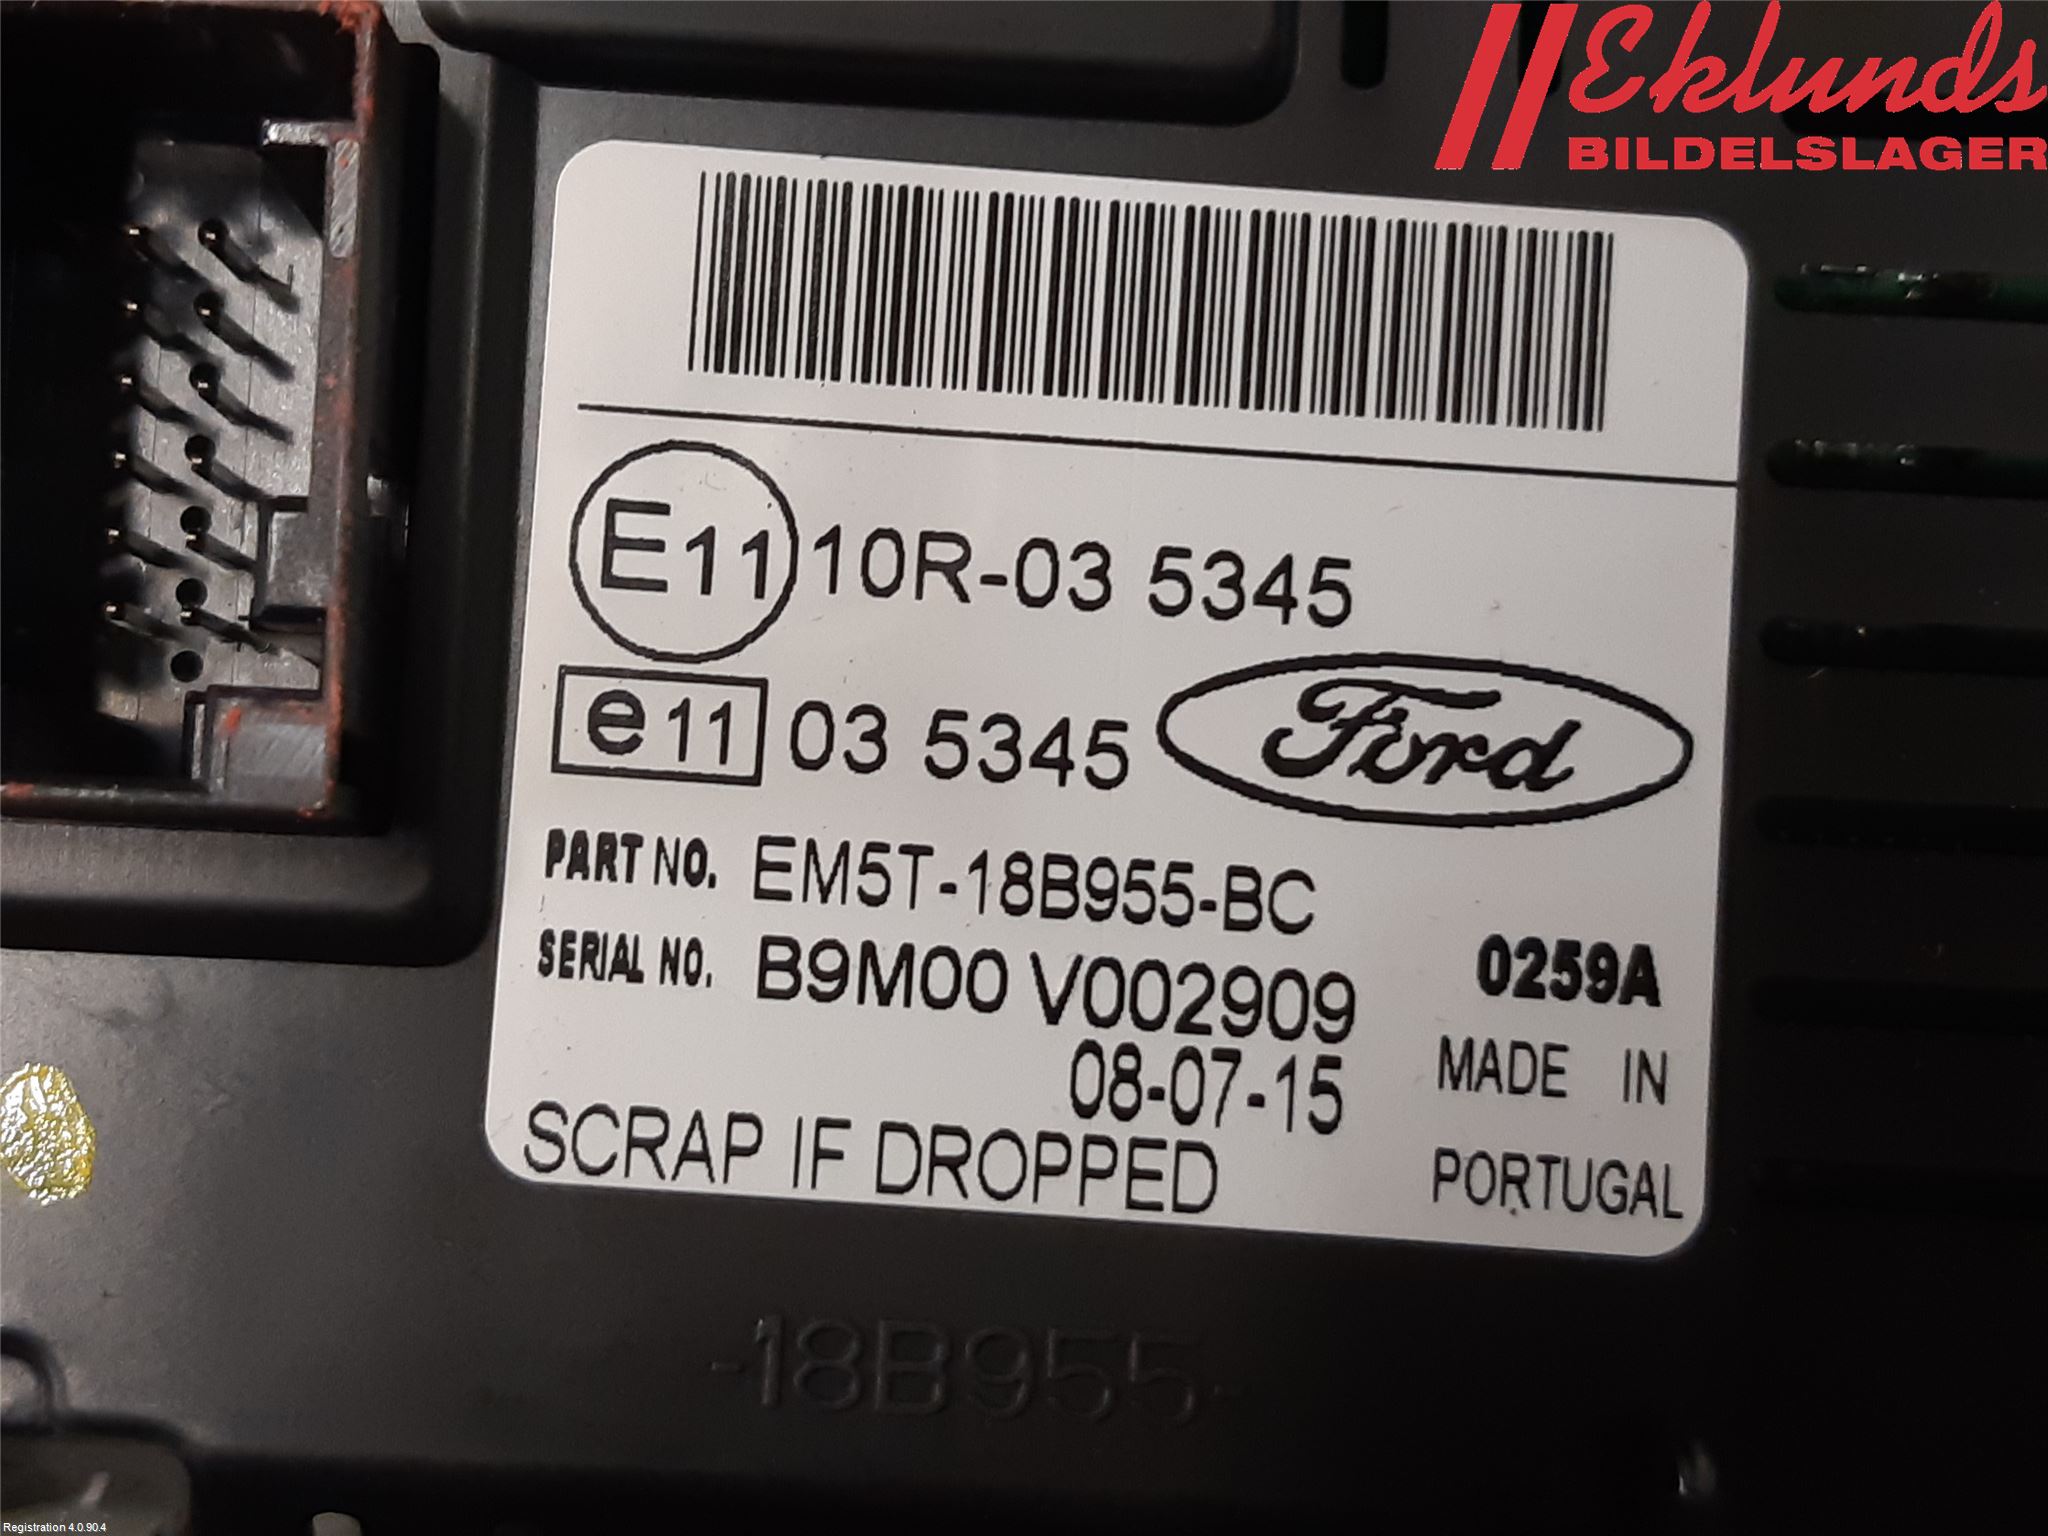 Eklunds
BILDELSLAGER
E11 10R-03 5345
e11 03 5345 Ford
PART NO. EM5T-18B955-BC
SERIAL NO. B9M00 V002909 0259A
08-07-15 MADE IN
SCRAP IF DROPPED PORTUGAL
-18B955-
Registration 4.0.90.4